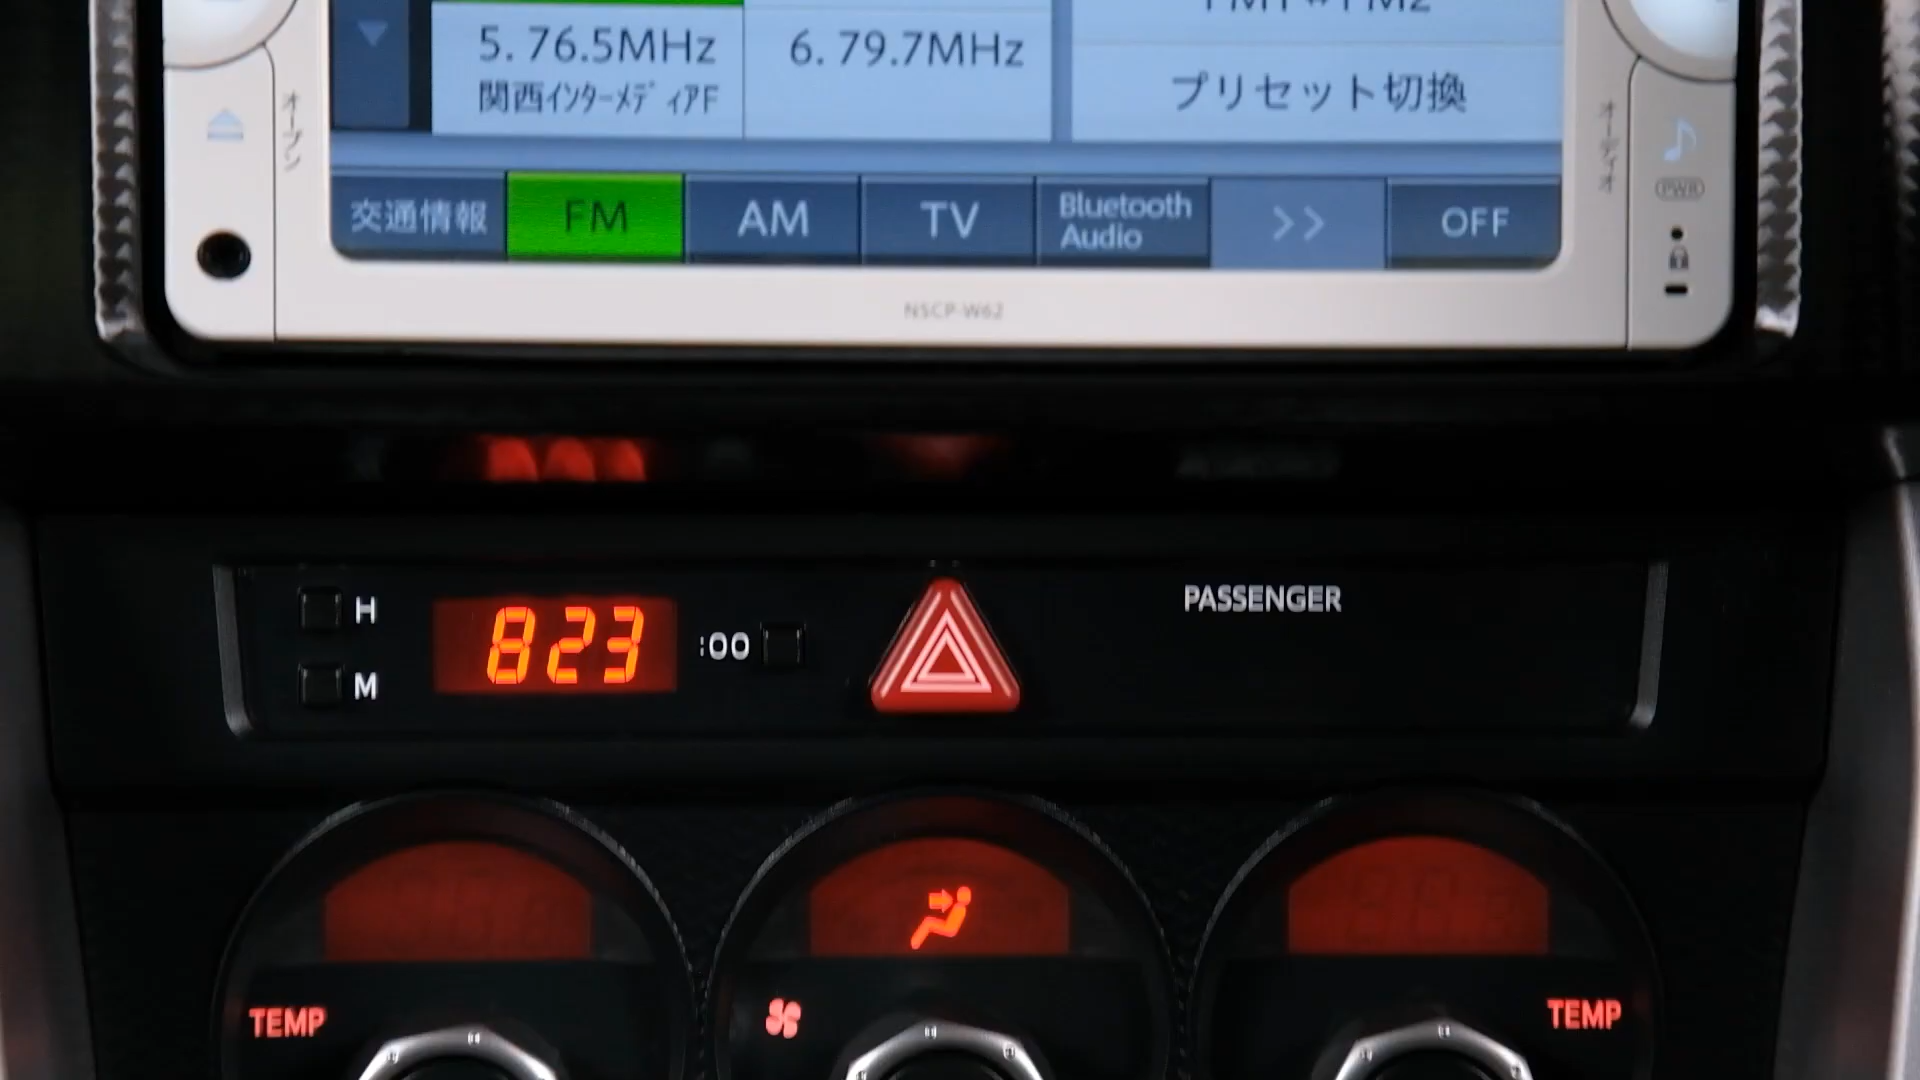 FM1⇔FM2
5. 76.5MHz
6. 79.7MHz
関西インターメディアF
プリセット切換
オープン
オーディオ
PWR
交通情報
FM
AM
TV
Bluetooth
Audio
>>
OFF
NSCP-W62
H
M
823
:00
PASSENGER
TEMP
TEMP